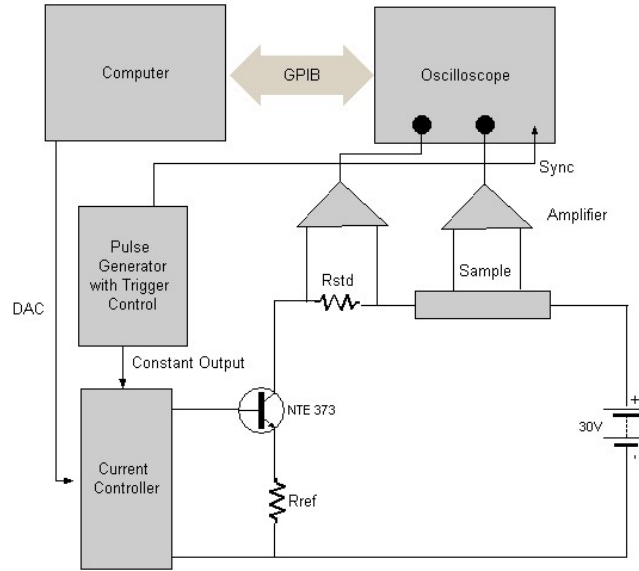 Computer
GPIB
Oscilloscope
Sync
Pulse
Generator
with Trigger
Control
Amplifier
Rstd
Sample
DAC
Constant Output
NTE 373
30V
+
-
Current
Controller
Rref